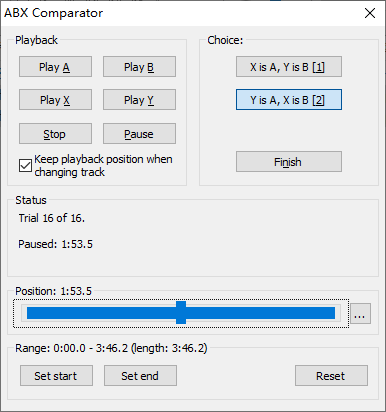 ABX Comparator
Playback
Play A
Play B
Play X
Play Y
Stop
Pause
Keep playback position when
changing track
Choice:
X is A, Y is B [1]
Y is A, X is B [2]
Finish
Status
Trial 16 of 16.
Paused: 1:53.5
Position: 1:53.5
...
Range: 0:00.0 - 3:46.2 (length: 3:46.2)
Set start
Set end
Reset